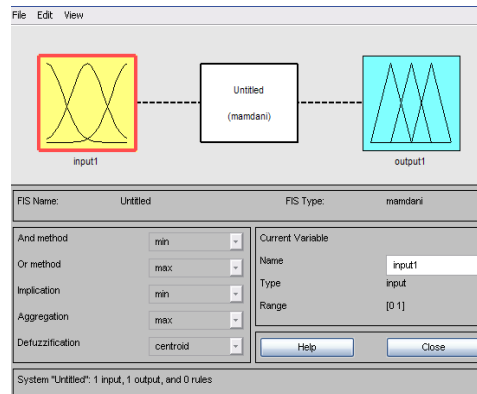 File Edit View
Untitled
(mamdani)
input1
output1
FIS Name: Untitled FIS Type: mamdani
And method min
Or method max
Implication min
Aggregation max
Defuzzification centroid
Current Variable
Name input1
Type input
Range [0 1]
Help Close
System "Untitled": 1 input, 1 output, and 0 rules